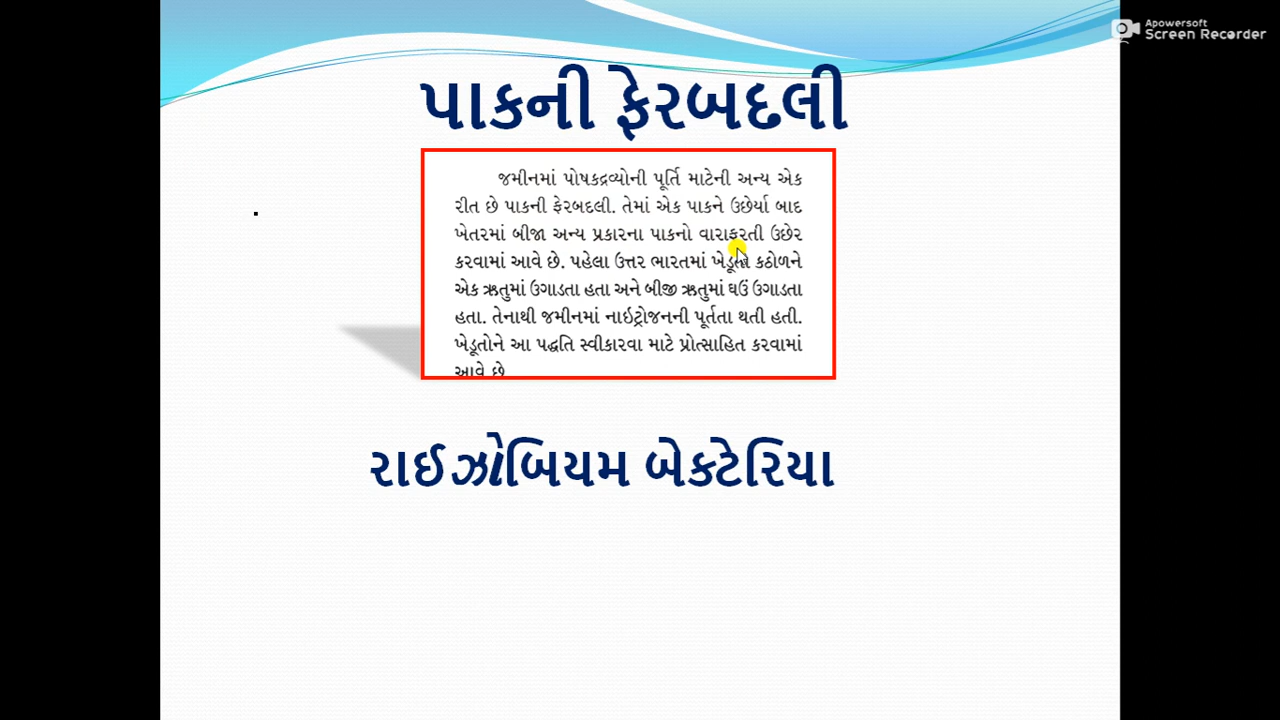 Apowersoft
Screen Recorder
પાકની ફેરબદલી
જમીનમાં પોષકદ્રવ્યોની પૂર્તિ માટેની અન્ય એક
રીત છે પાકની ફેરબદલી. તેમાં એક પાકને ઉછેર્યા બાદ
ખેતરમાં બીજા અન્ય પ્રકારના પાકનો વારાફરતી ઉછેર
કરવામાં આવે છે. પહેલા ઉત્તર ભારતમાં ખેડૂતો કઠોળને
એક ઋતુમાં ઉગાડતા હતા અને બીજી ઋતુમાં ઘઉં ઉગાડતા
હતા. તેનાથી જમીનમાં નાઇટ્રોજનની પૂર્તતા થતી હતી.
ખેડૂતોને આ પદ્ધતિ સ્વીકારવા માટે પ્રોત્સાહિત કરવામાં
આવે છે
રાઈઝોબિયમ બેક્ટેરિયા